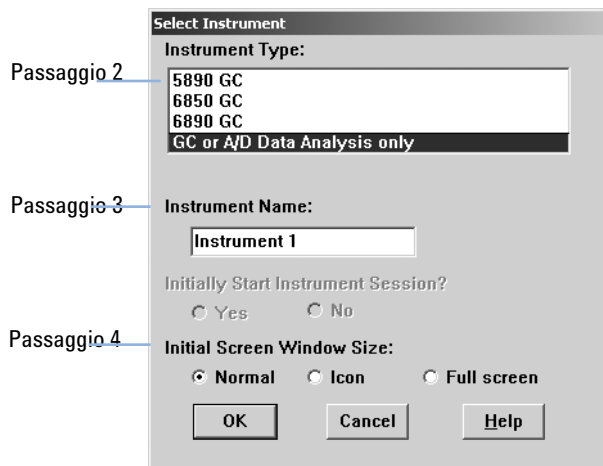 Select Instrument
Instrument Type:
Passaggio 2
5890 GC
6850 GC
6890 GC
GC or A/D Data Analysis only
Passaggio 3
Instrument Name:
Instrument 1
Initially Start Instrument Session?
Yes No
Passaggio 4
Initial Screen Window Size:
Normal Icon Full screen
OK Cancel Help